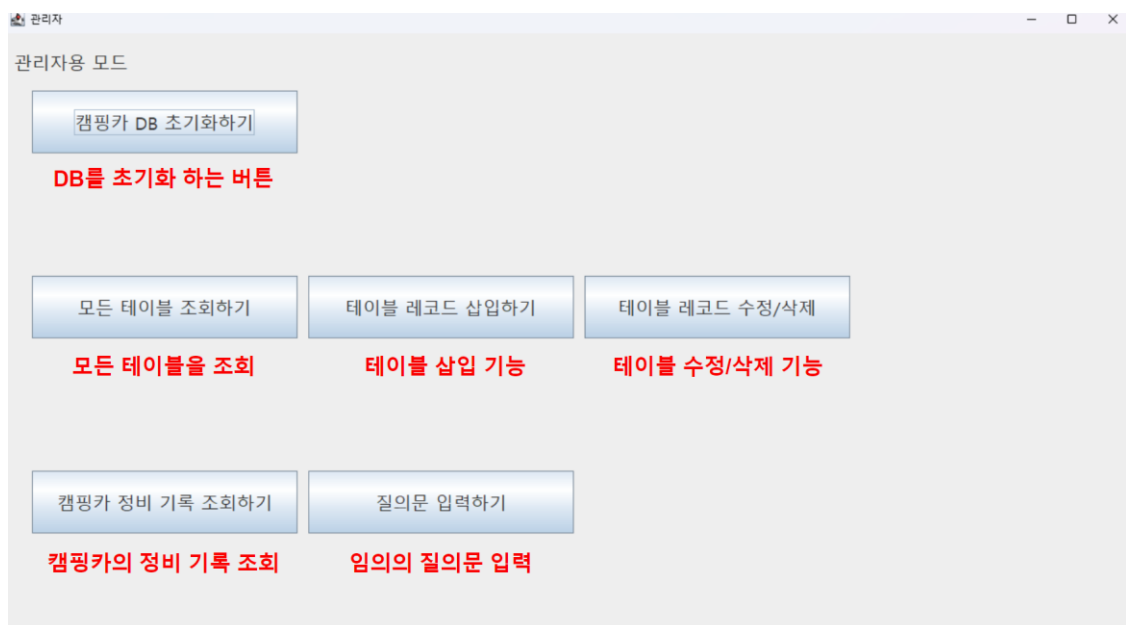 관리자
관리자용 모드
캠핑카 DB 초기화하기
DB를 초기화 하는 버튼
모든 테이블 조회하기 테이블 레코드 삽입하기 테이블 레코드 수정/삭제
모든 테이블을 조회 테이블 삽입 기능 테이블 수정/삭제 기능
캠핑카 정비 기록 조회하기 질의문 입력하기
캠핑카의 정비 기록 조회 임의의 질의문 입력